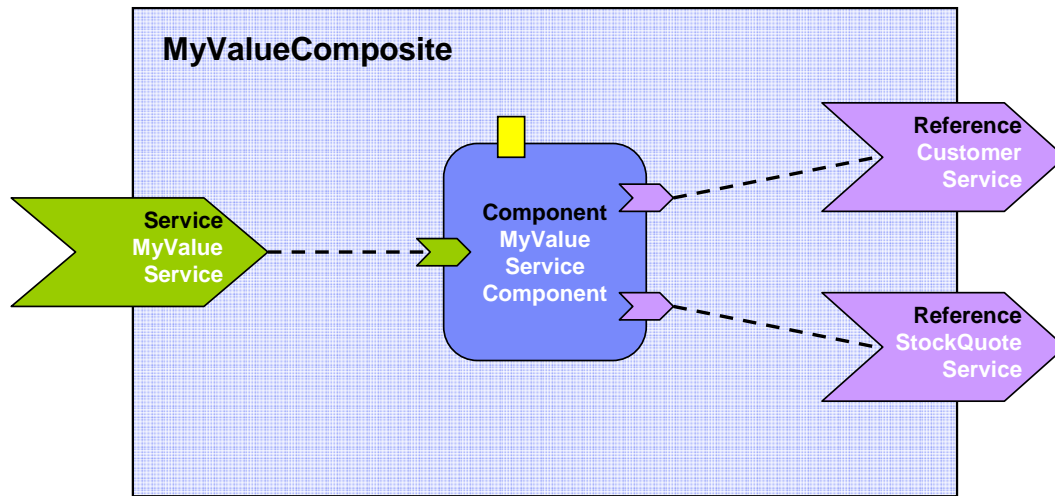 MyValueComposite
Service
MyValue
Service
Component
MyValue
Service
Component
Reference
Customer
Service
Reference
StockQuote
Service